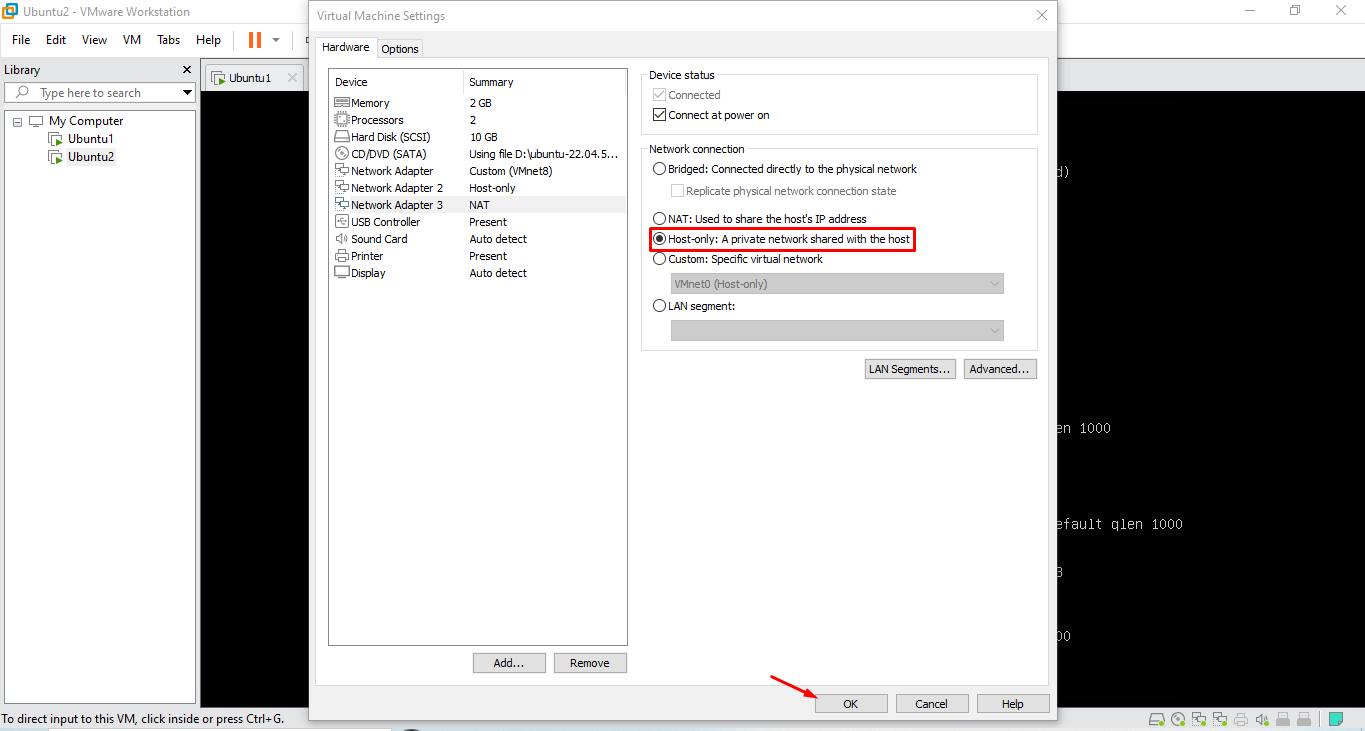 Ubuntu2 - VMware Workstation
File Edit View VM Tabs Help
Library
Type here to search
My Computer
Ubuntu1
Ubuntu2
Ubuntu1
Virtual Machine Settings
Hardware Options
Device Summary
Memory 2 GB
Processors 2
Hard Disk (SCSI) 10 GB
CD/DVD (SATA) Using file D:\ubuntu-22.04.5...
Network Adapter Custom (VMnet8)
Network Adapter 2 Host-only
Network Adapter 3 NAT
USB Controller Present
Sound Card Auto detect
Printer Present
Display Auto detect
Add... Remove
Device status
Connected
Connect at power on
Network connection
Bridged: Connected directly to the physical network
Replicate physical network connection state
NAT: Used to share the host's IP address
Host-only: A private network shared with the host
Custom: Specific virtual network
VMnet0 (Host-only)
LAN segment:
LAN Segments... Advanced...
OK Cancel Help
d)
en 1000
efault qlen 1000
00
To direct input to this VM, click inside or press Ctrl+G.